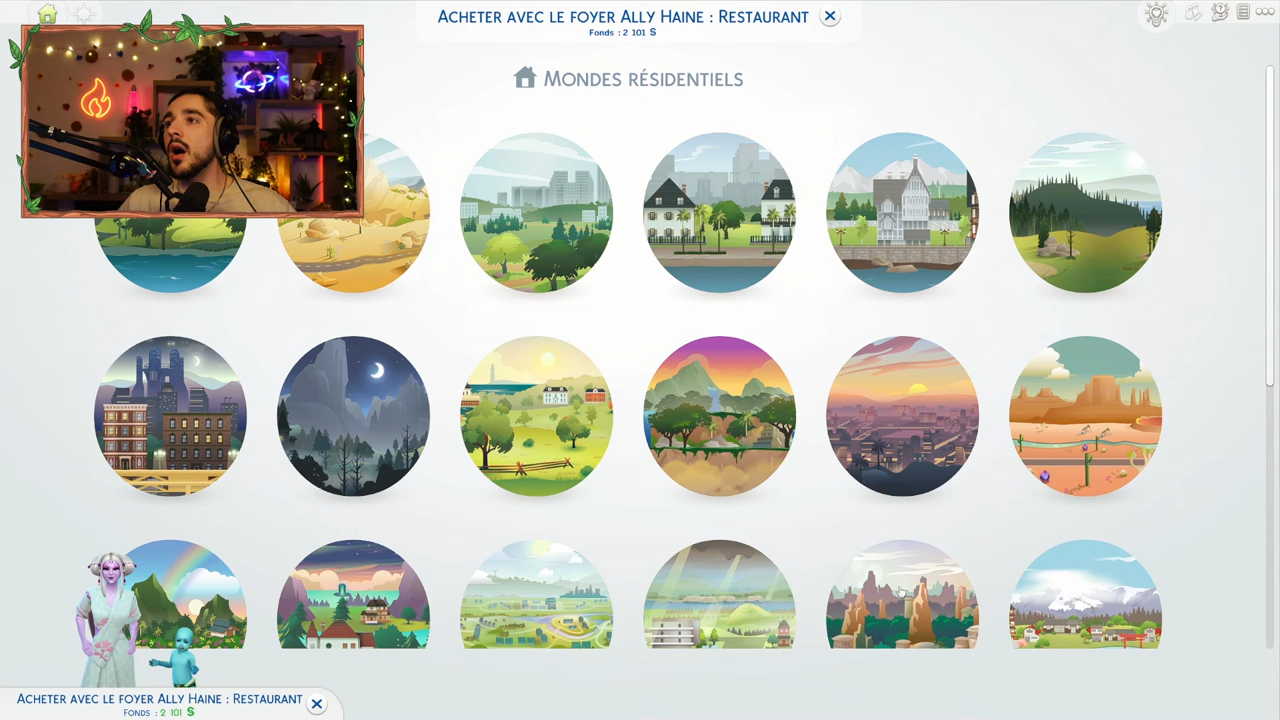 Acheter avec le foyer Ally Haine : Restaurant
Fonds : 2 101 §
Mondes résidentiels
Acheter avec le foyer Ally Haine : Restaurant
Fonds : 2 101 §